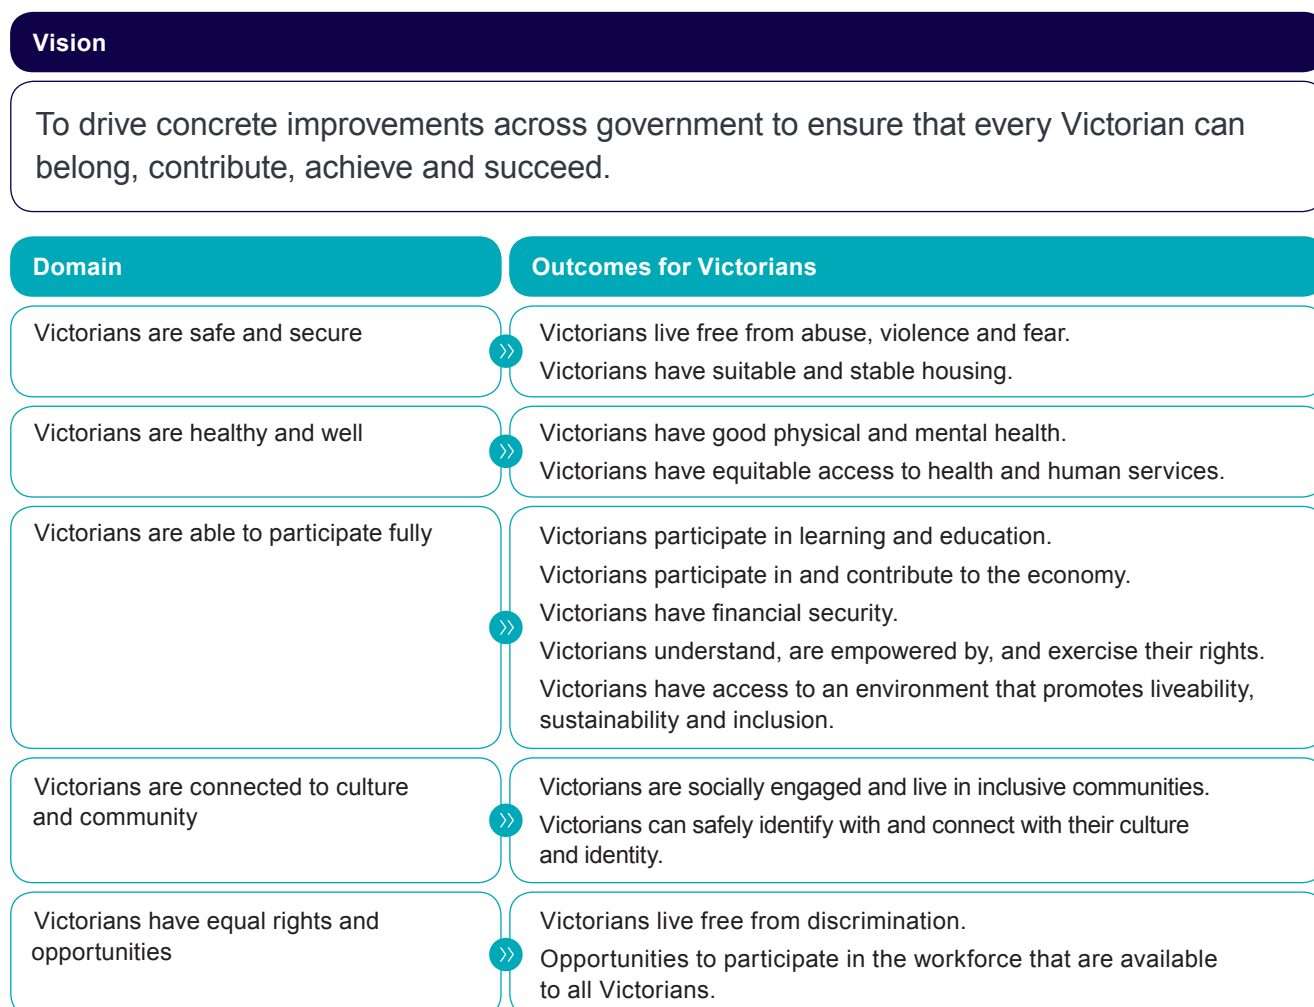 Vision
To drive concrete improvements across government to ensure that every Victorian can
belong, contribute, achieve and succeed.
Domain
Outcomes for Victorians
Victorians are safe and secure
Victorians live free from abuse, violence and fear.
Victorians have suitable and stable housing.
Victorians are healthy and well
Victorians have good physical and mental health.
Victorians have equitable access to health and human services.
Victorians are able to participate fully
Victorians participate in learning and education.
Victorians participate in and contribute to the economy.
Victorians have financial security.
Victorians understand, are empowered by, and exercise their rights.
Victorians have access to an environment that promotes liveability,
sustainability and inclusion.
Victorians are connected to culture
and community
Victorians are socially engaged and live in inclusive communities.
Victorians can safely identify with and connect with their culture
and identity.
Victorians have equal rights and
opportunities
Victorians live free from discrimination.
Opportunities to participate in the workforce that are available
to all Victorians.